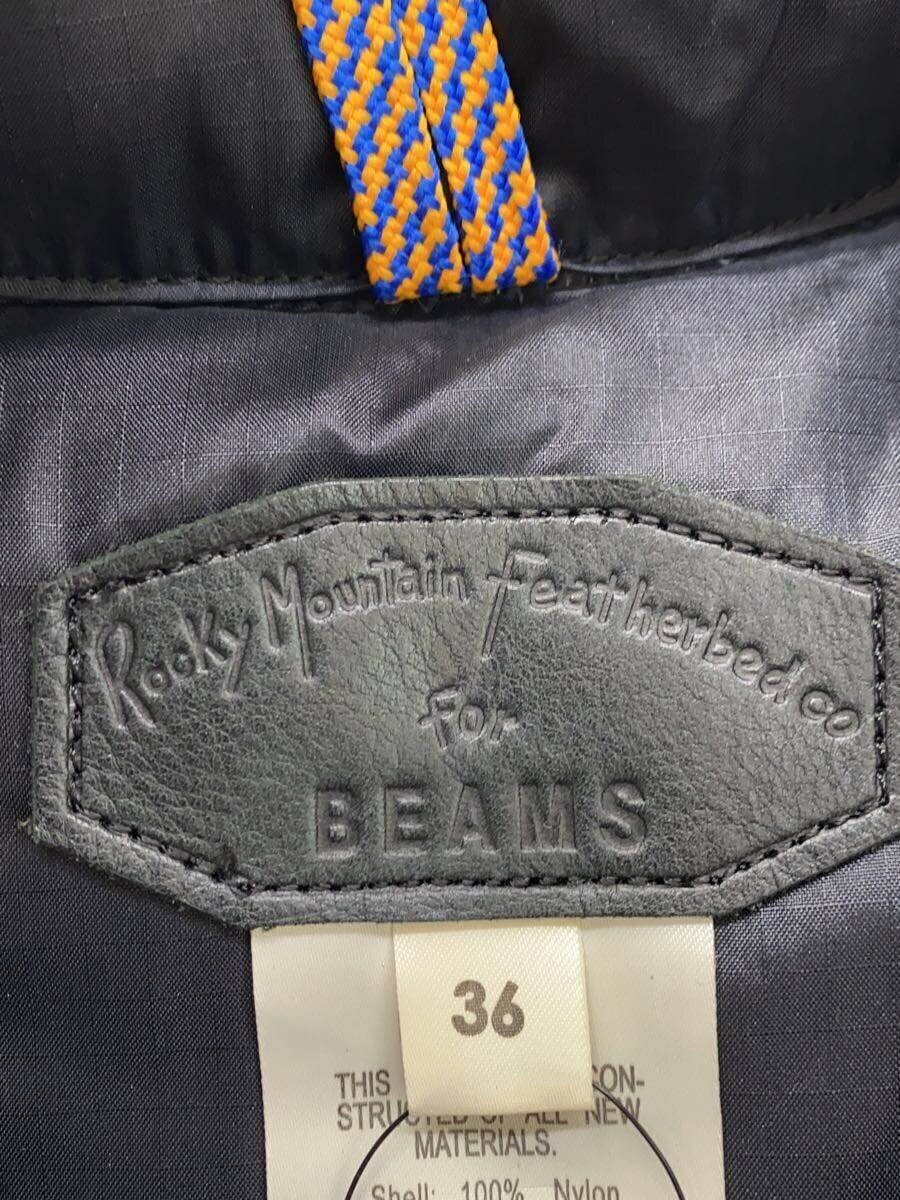 Rocky Mountain Featherbed co
For
BEAMS
36
THIS CON-
STRUCTED OF ALL NEW
MATERIALS.
Shell: 100% Nylon